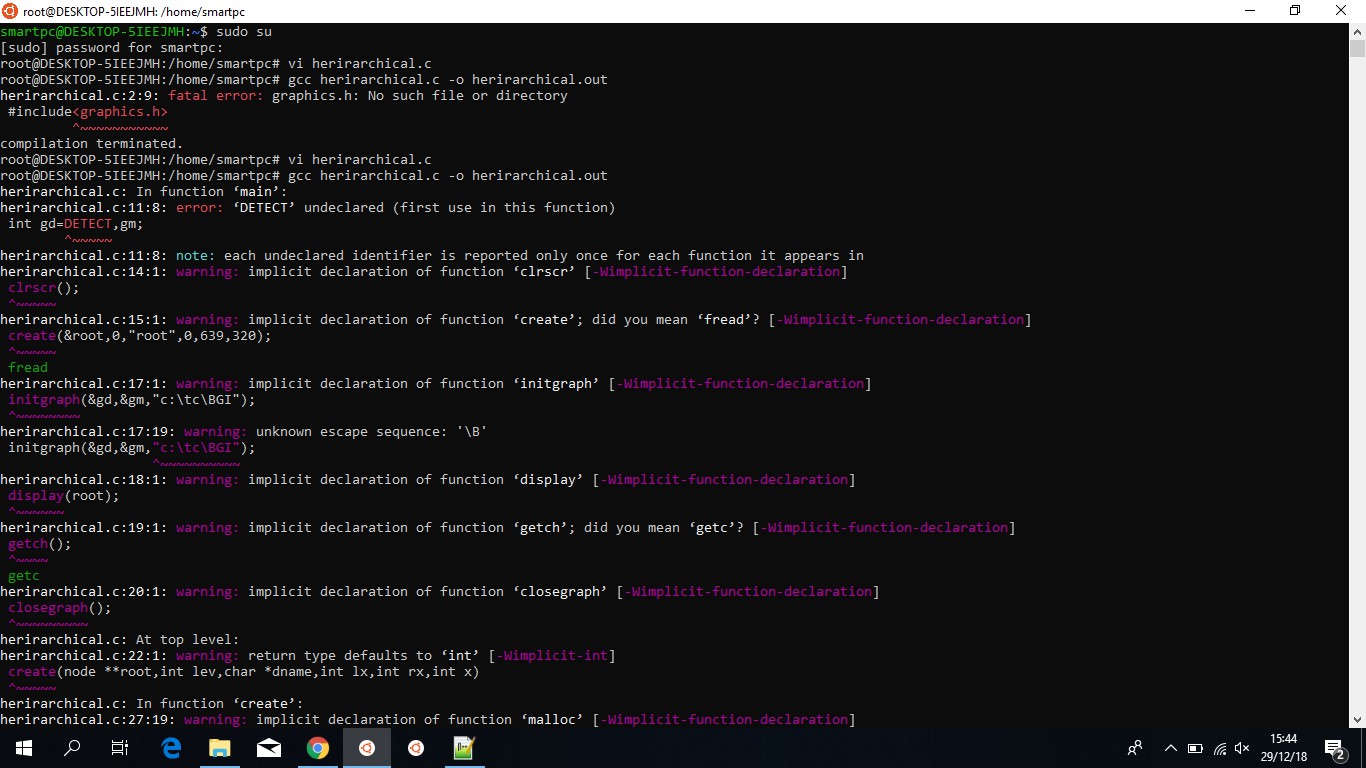 root@DESKTOP-5IEEJMH: /home/smartpc
smartpc@DESKTOP-5IEEJMH:~$ sudo su
[sudo] password for smartpc:
root@DESKTOP-5IEEJMH:/home/smartpc# vi herirarchical.c
root@DESKTOP-5IEEJMH:/home/smartpc# gcc herirarchical.c -o herirarchical.out
herirarchical.c:2:9: fatal error: graphics.h: No such file or directory
 #include<graphics.h>
         ^~~~~~~~~~~~
compilation terminated.
root@DESKTOP-5IEEJMH:/home/smartpc# vi herirarchical.c
root@DESKTOP-5IEEJMH:/home/smartpc# gcc herirarchical.c -o herirarchical.out
herirarchical.c: In function ‘main’:
herirarchical.c:11:8: error: ‘DETECT’ undeclared (first use in this function)
 int gd=DETECT,gm;
        ^~~~~~
herirarchical.c:11:8: note: each undeclared identifier is reported only once for each function it appears in
herirarchical.c:14:1: warning: implicit declaration of function ‘clrscr’ [-Wimplicit-function-declaration]
 clrscr();
 ^~~~~~
herirarchical.c:15:1: warning: implicit declaration of function ‘create’; did you mean ‘fread’? [-Wimplicit-function-declaration]
 create(&root,0,"root",0,639,320);
 ^~~~~~
 fread
herirarchical.c:17:1: warning: implicit declaration of function ‘initgraph’ [-Wimplicit-function-declaration]
 initgraph(&gd,&gm,"c:\tc\BGI");
 ^~~~~~~~~
herirarchical.c:17:19: warning: unknown escape sequence: '\B'
 initgraph(&gd,&gm,"c:\tc\BGI");
                   ^~~~~~~~~~~
herirarchical.c:18:1: warning: implicit declaration of function ‘display’ [-Wimplicit-function-declaration]
 display(root);
 ^~~~~~~
herirarchical.c:19:1: warning: implicit declaration of function ‘getch’; did you mean ‘getc’? [-Wimplicit-function-declaration]
 getch();
 ^~~~~
 getc
herirarchical.c:20:1: warning: implicit declaration of function ‘closegraph’ [-Wimplicit-function-declaration]
 closegraph();
 ^~~~~~~~~~
herirarchical.c: At top level:
herirarchical.c:22:1: warning: return type defaults to ‘int’ [-Wimplicit-int]
 create(node **root,int lev,char *dname,int lx,int rx,int x)
 ^~~~~~
herirarchical.c: In function ‘create’:
herirarchical.c:27:19: warning: implicit declaration of function ‘malloc’ [-Wimplicit-function-declaration]
15:44
29/12/18
2